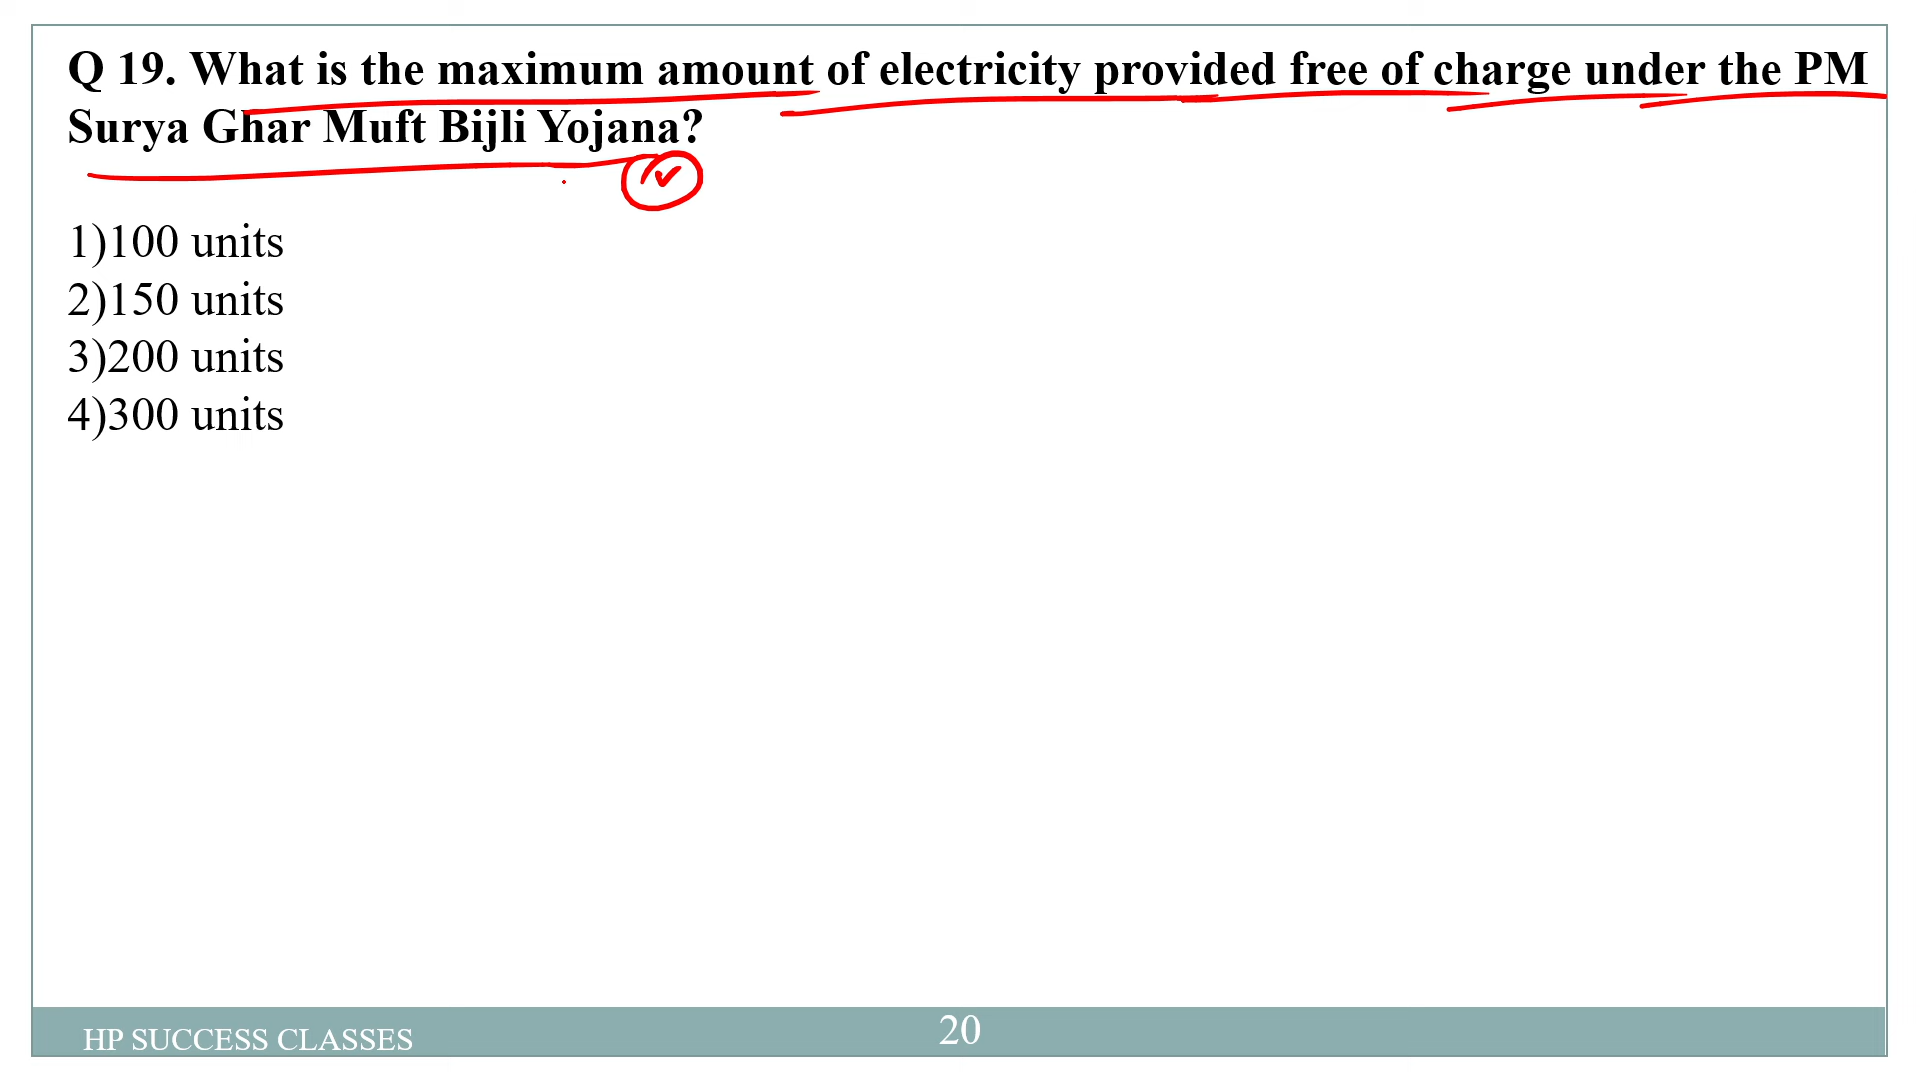 Q 19. What is the maximum amount of electricity provided free of charge under the PM
Surya Ghar Muft Bijli Yojana?
1)100 units
2)150 units
3)200 units
4)300 units
HP SUCCESS CLASSES
20